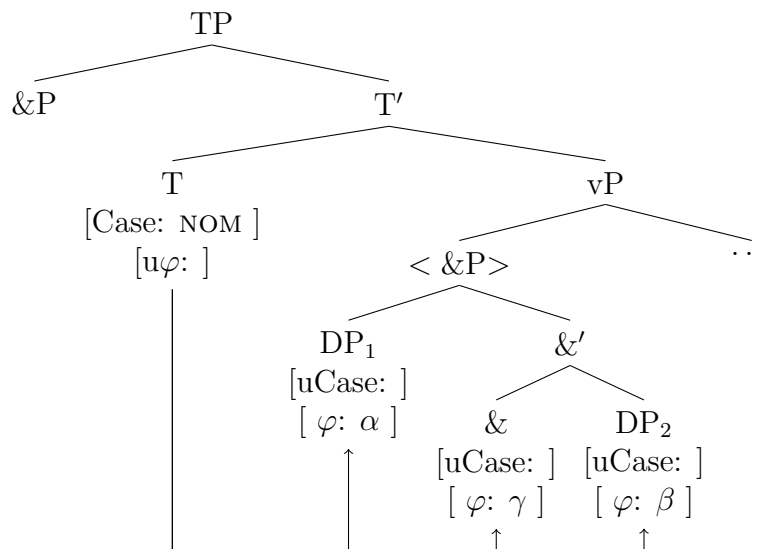 TP
&P T′
T vP
[Case: NOM ]
[uφ: ]
< &P> . .
DP₁ &′
[uCase: ]
[ φ: α ]
& DP₂
[uCase: ] [uCase: ]
[ φ: γ ] [ φ: β ]